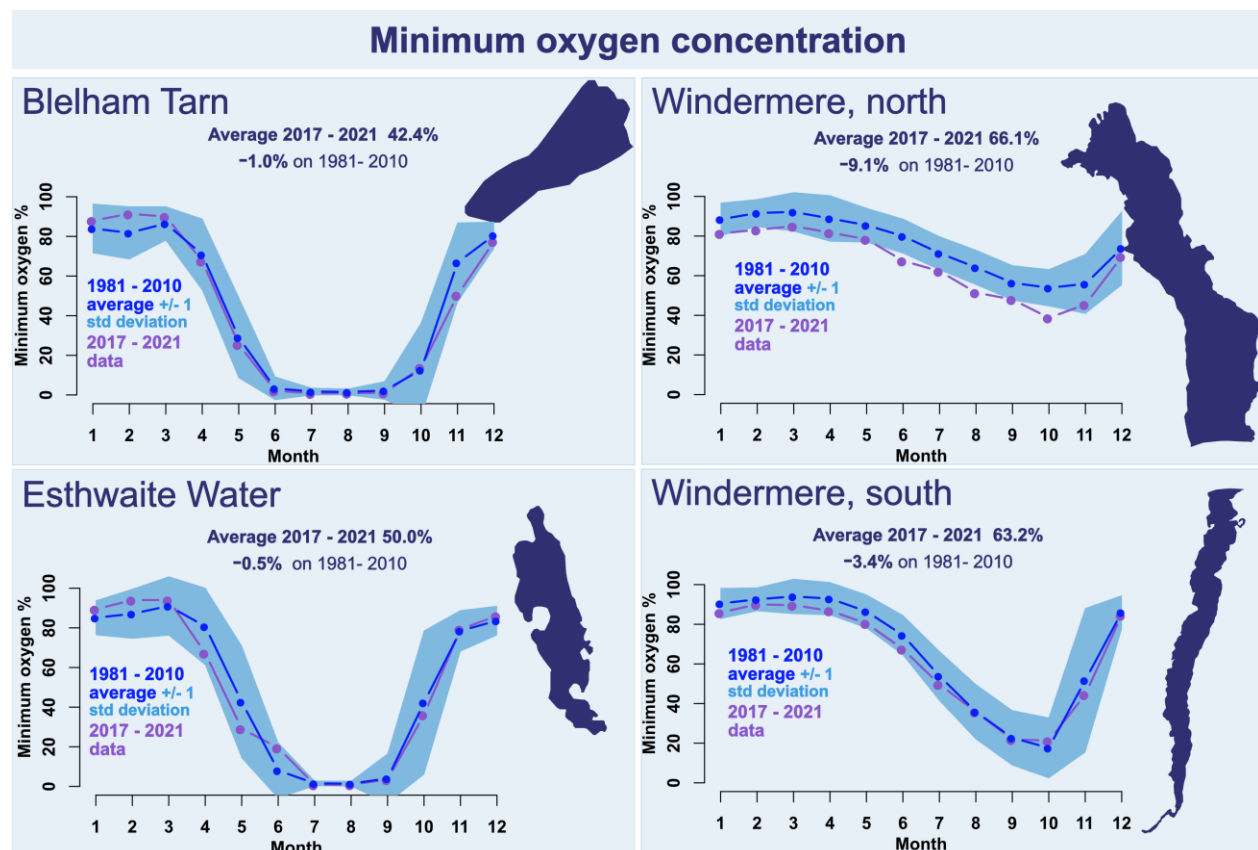 Minimum oxygen concentration
Blelham Tarn
Average 2017 - 2021 42.4%
−1.0% on 1981- 2010
Minimum oxygen %
100
80
60
40
20
0
1981 - 2010
average +/- 1
std deviation
2017 - 2021
data
1 2 3 4 5 6 7 8 9 10 11 12
Month
Windermere, north
Average 2017 - 2021 66.1%
−9.1% on 1981- 2010
Minimum oxygen %
100
80
60
40
20
0
1981 - 2010
average +/- 1
std deviation
2017 - 2021
data
1 2 3 4 5 6 7 8 9 10 11 12
Month
Esthwaite Water
Average 2017 - 2021 50.0%
−0.5% on 1981- 2010
Minimum oxygen %
100
80
60
40
20
0
1981 - 2010
average +/- 1
std deviation
2017 - 2021
data
1 2 3 4 5 6 7 8 9 10 11 12
Month
Windermere, south
Average 2017 - 2021 63.2%
−3.4% on 1981- 2010
Minimum oxygen %
100
80
60
40
20
0
1981 - 2010
average +/- 1
std deviation
2017 - 2021
data
1 2 3 4 5 6 7 8 9 10 11 12
Month